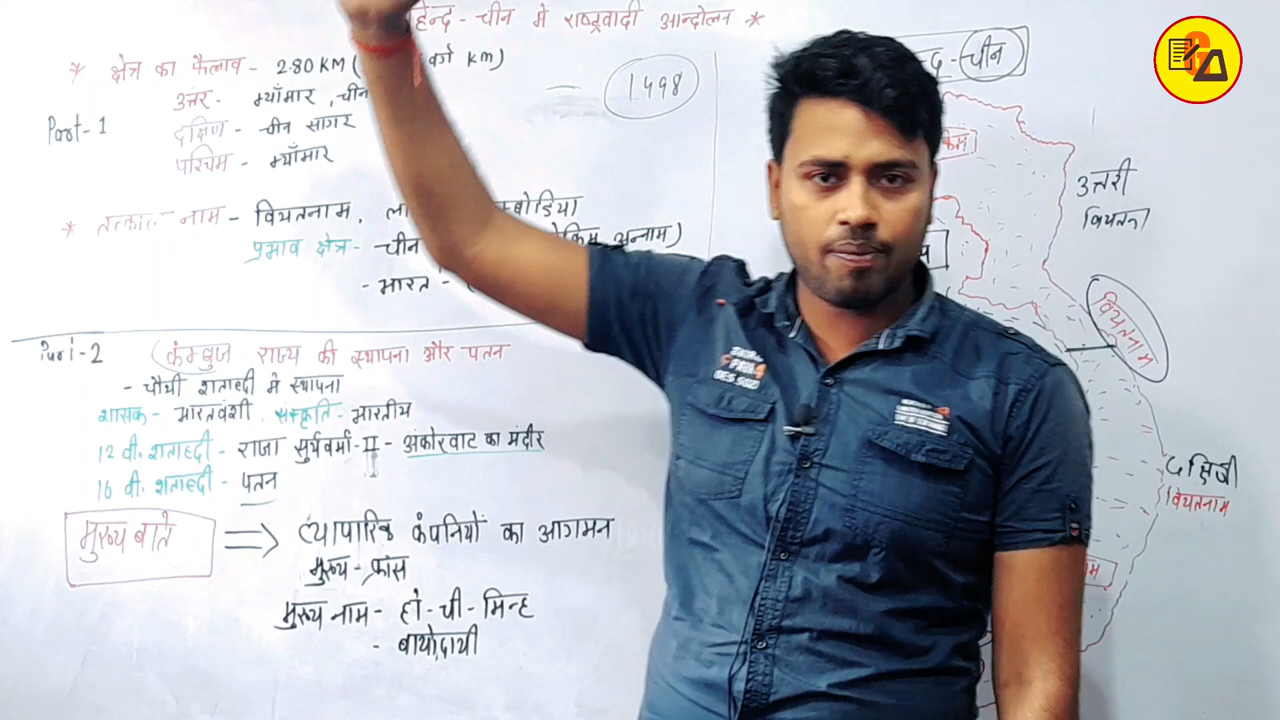 हिन्द - चीन में राष्ट्रवादी आन्दोलन *
* क्षेत्र का फैलाव - 2.80 KM ( वर्ग km)
1498
Part-1
उत्तर - म्याँमार, चीन
दक्षिण - चीन सागर
पश्चिम - म्याँमार
* नाम - वियतनाम,
प्रभाव क्षेत्र - चीन अन्नाम)
- भारत -
Part-2
कम्बुज राज्य की स्थापना और पतन
- चौथी शताब्दी मे स्थापना
शासक - भारतवंशी. संस्कृति - भारतीय
12 वी. शताब्दी - राजा सुर्यवर्मा-II - अंकोरवाट का मंदीर
16 वी. शताब्दी - पतन
मुख्य बाते ⇒ व्यापारिक कंपनियों का आगमन
मुख्य - फ्रांस
मुख्य नाम - हो-ची-मिन्ह
- बायोदायी
चीन
उत्तरी
वियतनाम
दक्षिणी
वियतनाम